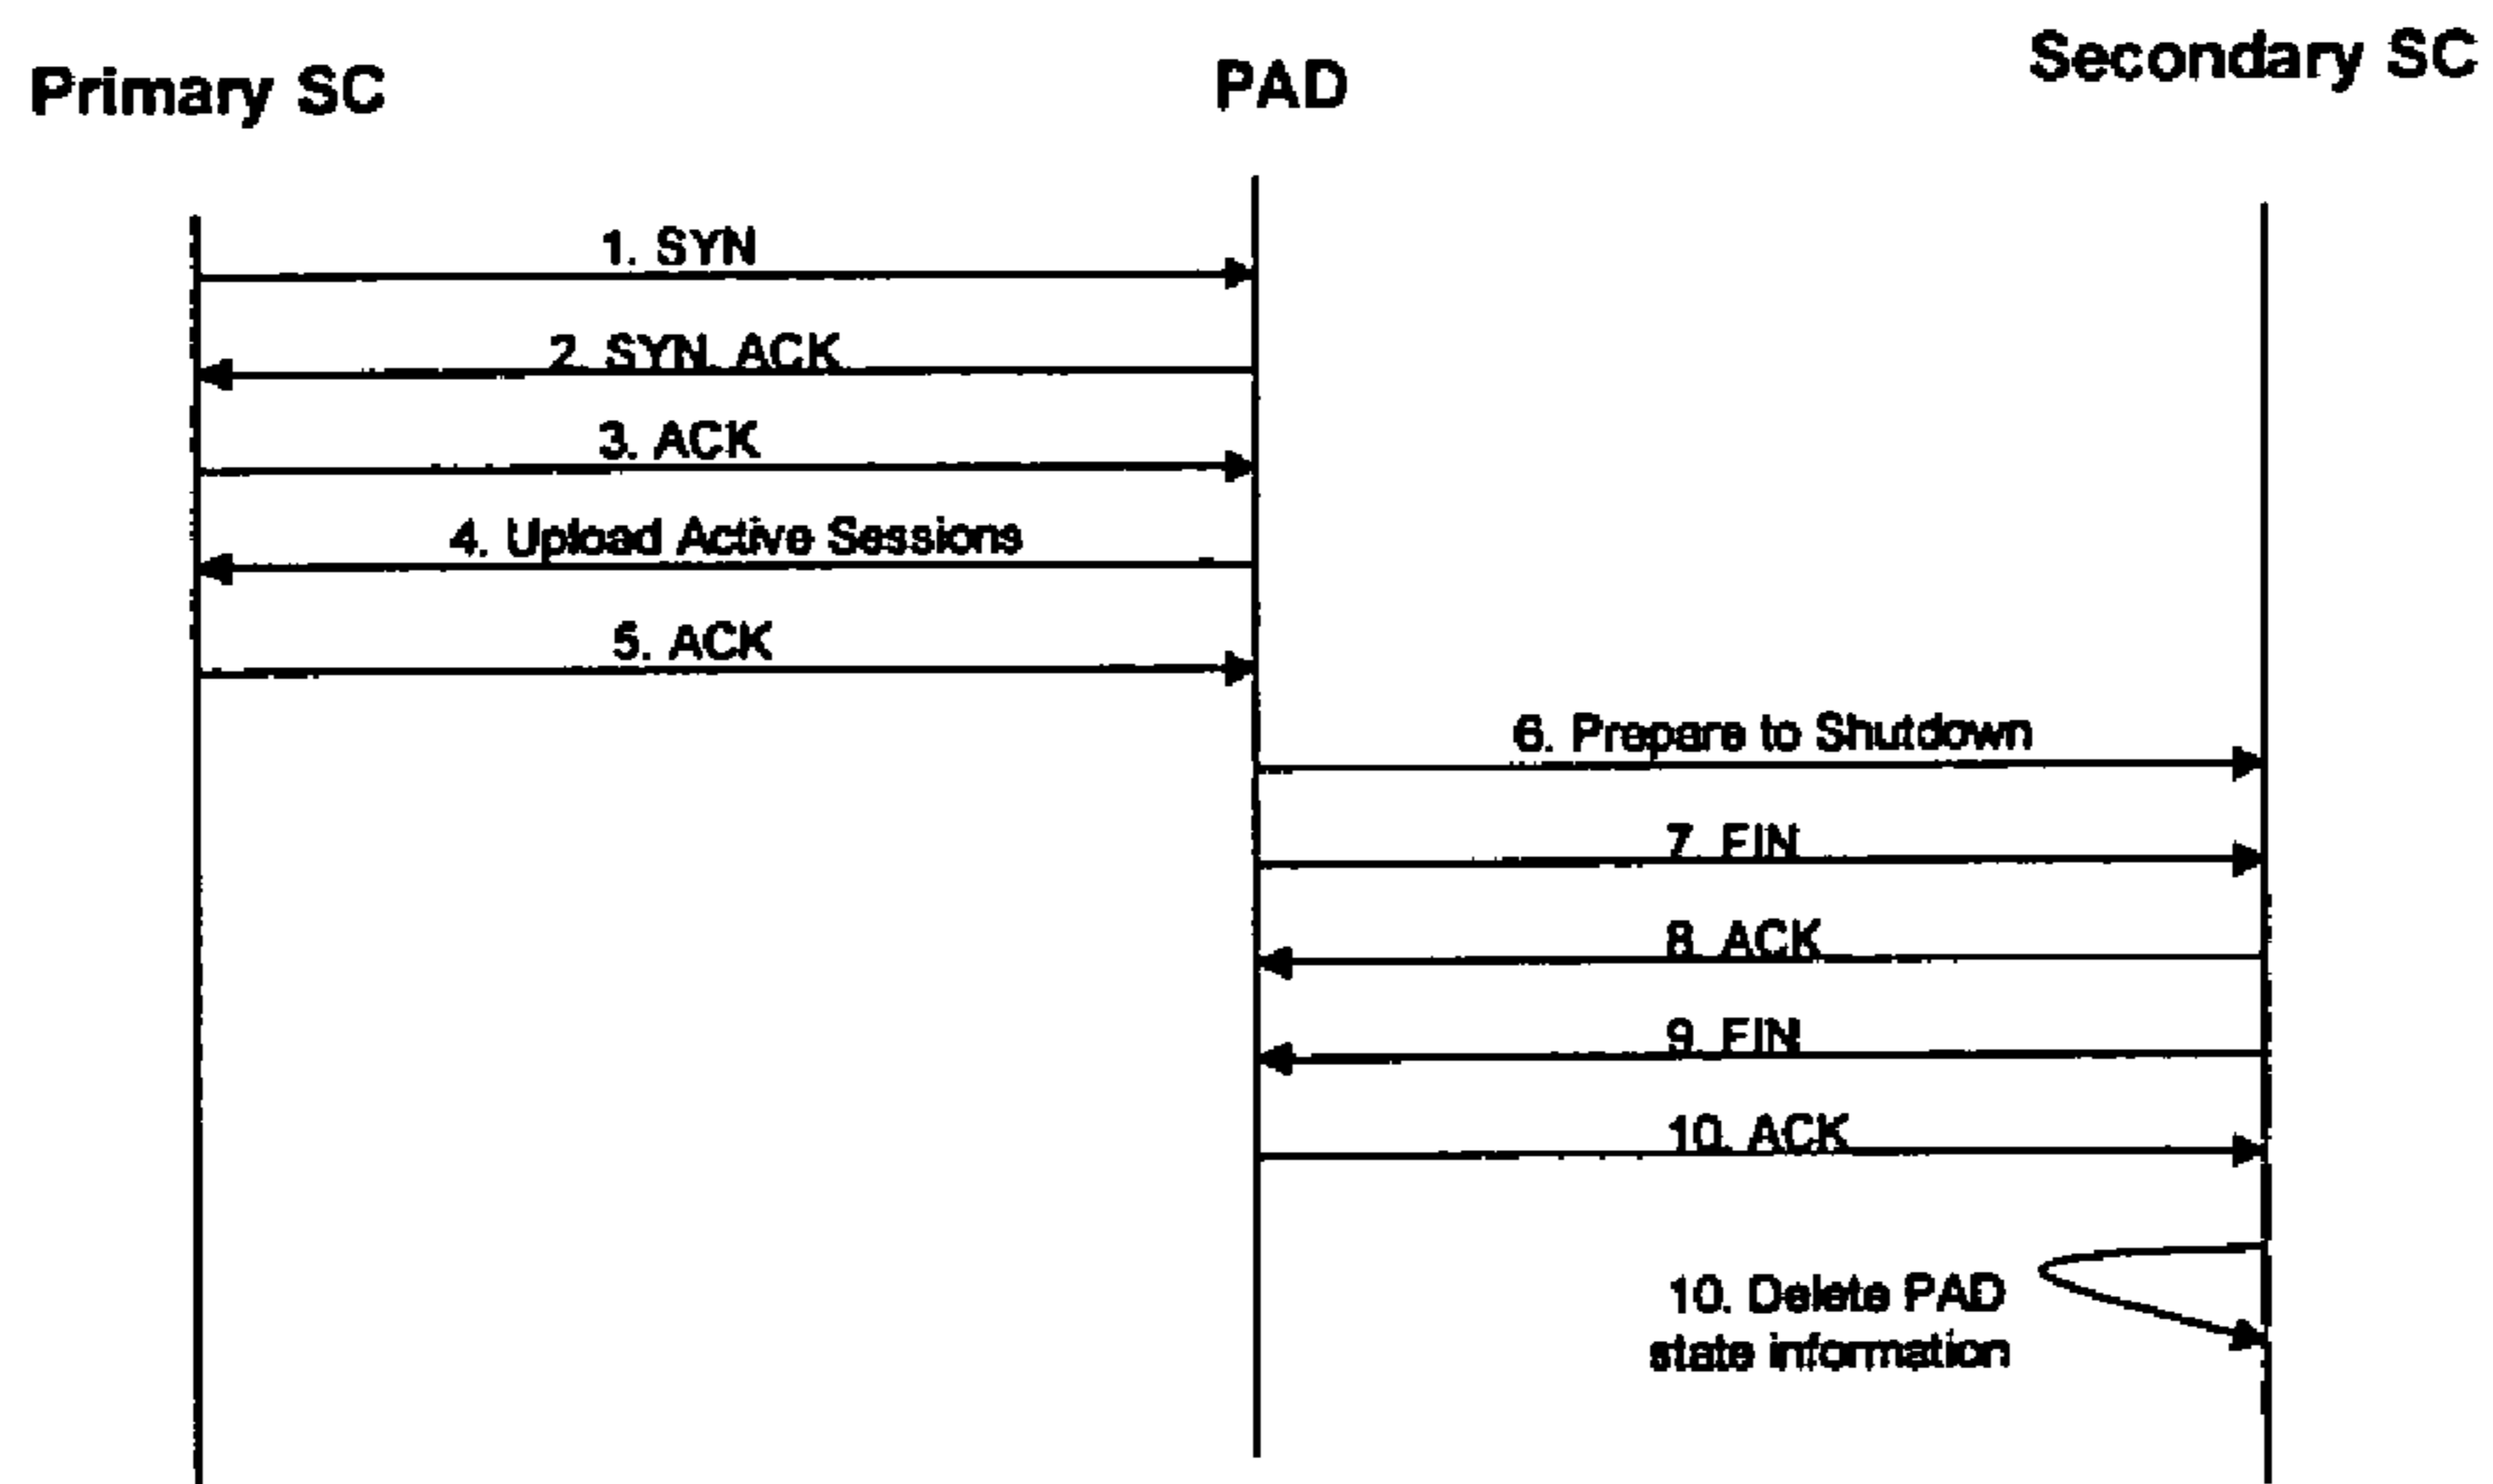 Primary SC
PAD
Secondary SC
1. SYN
2. SYN ACK
3. ACK
4. Upload Active Sessions
5. ACK
6. Prepare to Shutdown
7. FIN
8. ACK
9. FIN
10. ACK
10. Delete PAD
state information